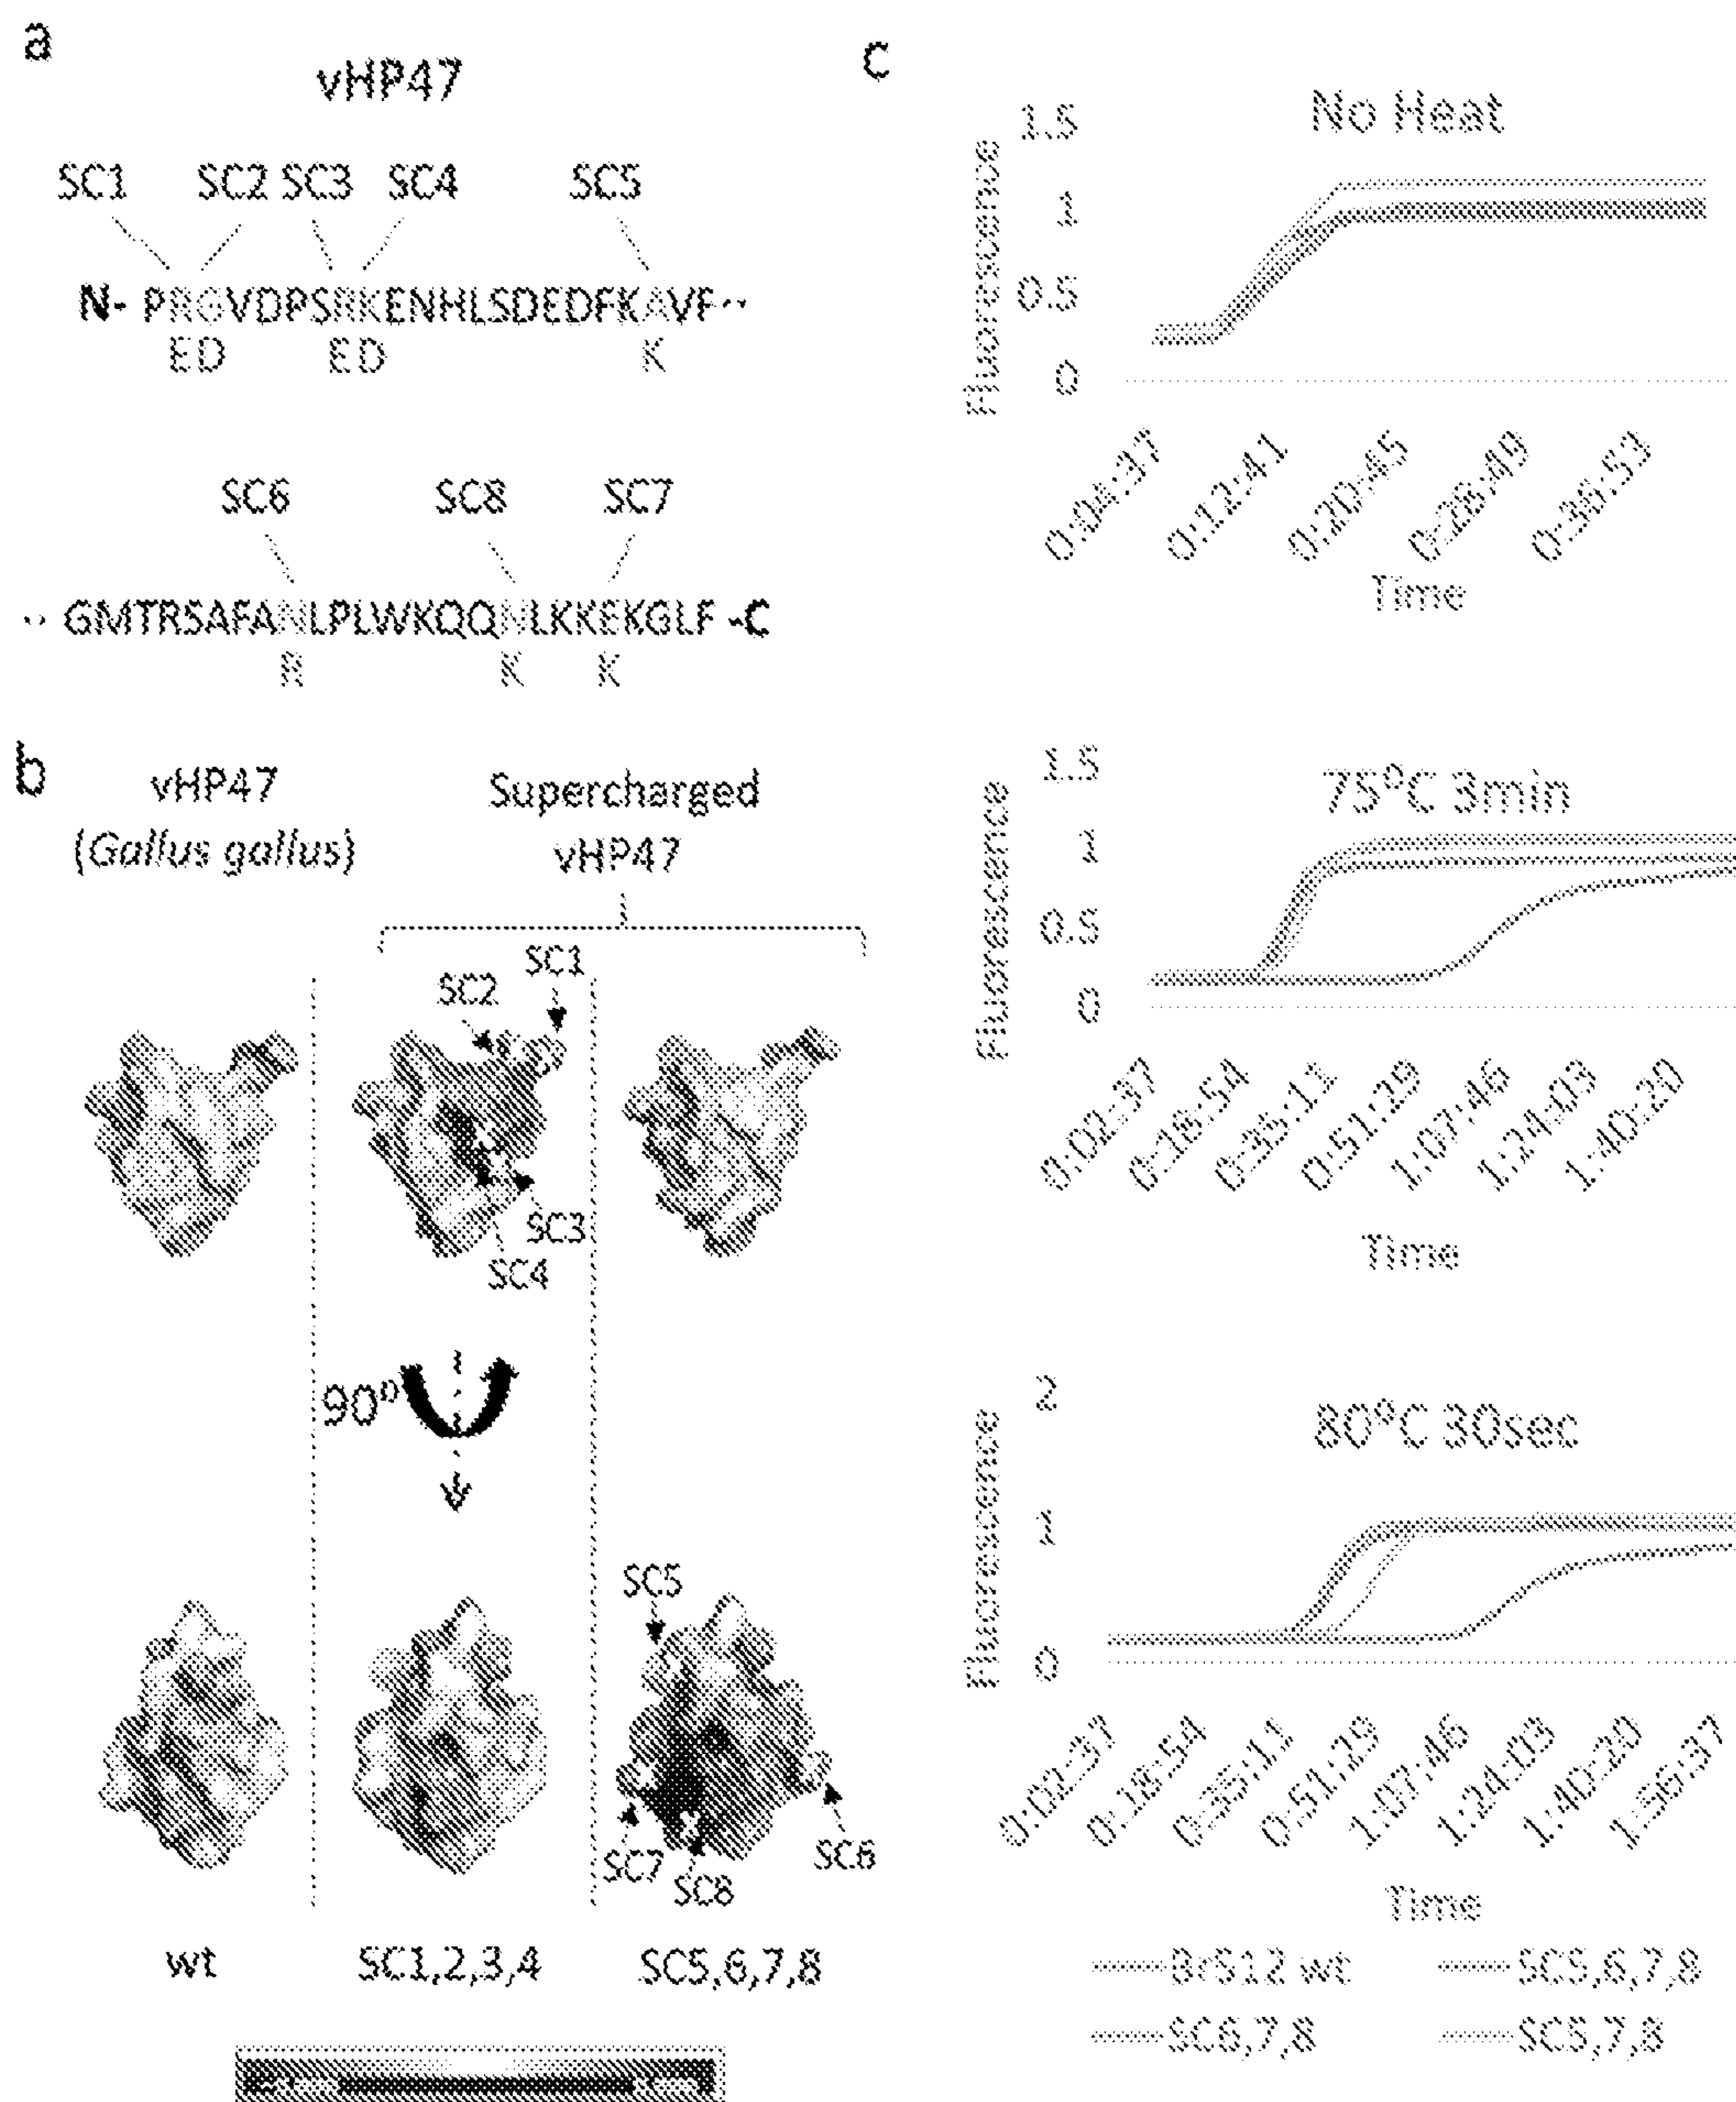 a
vHP47
SC1 SC2 SC3 SC4 SC5
N- PRGVDPSRKENHLSDEDFKAVF··
ED ED K
SC6 SC8 SC7
·· GMTRSAFANLPLWKQQNLKKEKGLF -C
R K K
b
vHP47
(Gallus gallus)
Supercharged
vHP47
SC2
SC1
SC3
SC4
90º
SC5
SC7
SC8
SC6
wt SC1,2,3,4 SC5,6,7,8
c
No Heat
Fluorescence
1.5
1
0.5
0
0:04:37 0:12:41 0:20:45 0:28:49 0:36:53
Time
75ºC 3min
Fluorescence
1.5
1
0.5
0
0:02:37 0:18:54 0:35:11 0:51:29 1:07:46 1:24:03 1:40:20
Time
80ºC 30sec
Fluorescence
2
1
0
0:02:37 0:18:54 0:35:11 0:51:29 1:07:46 1:24:03 1:40:20 1:56:37
Time
Br512 wt SC5,6,7,8
SC6,7,8 SC5,7,8